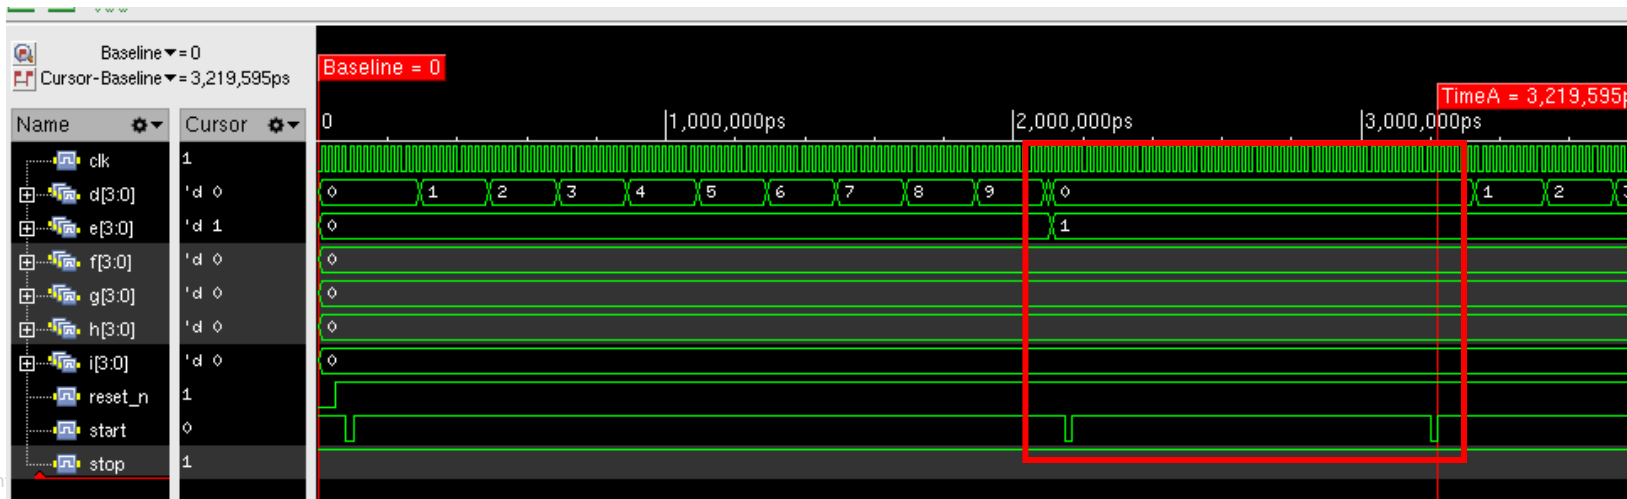 Baseline▼= 0
Cursor-Baseline▼= 3,219,595ps
Baseline = 0
TimeA = 3,219,595p
Name Cursor 0 1,000,000ps 2,000,000ps 3,000,000ps
clk 1
d[3:0] 'd 0 0 1 2 3 4 5 6 7 8 9 0 1 2 3
e[3:0] 'd 1 0 1
f[3:0] 'd 0 0
g[3:0] 'd 0 0
h[3:0] 'd 0 0
i[3:0] 'd 0 0
reset_n 1
start 0
stop 1